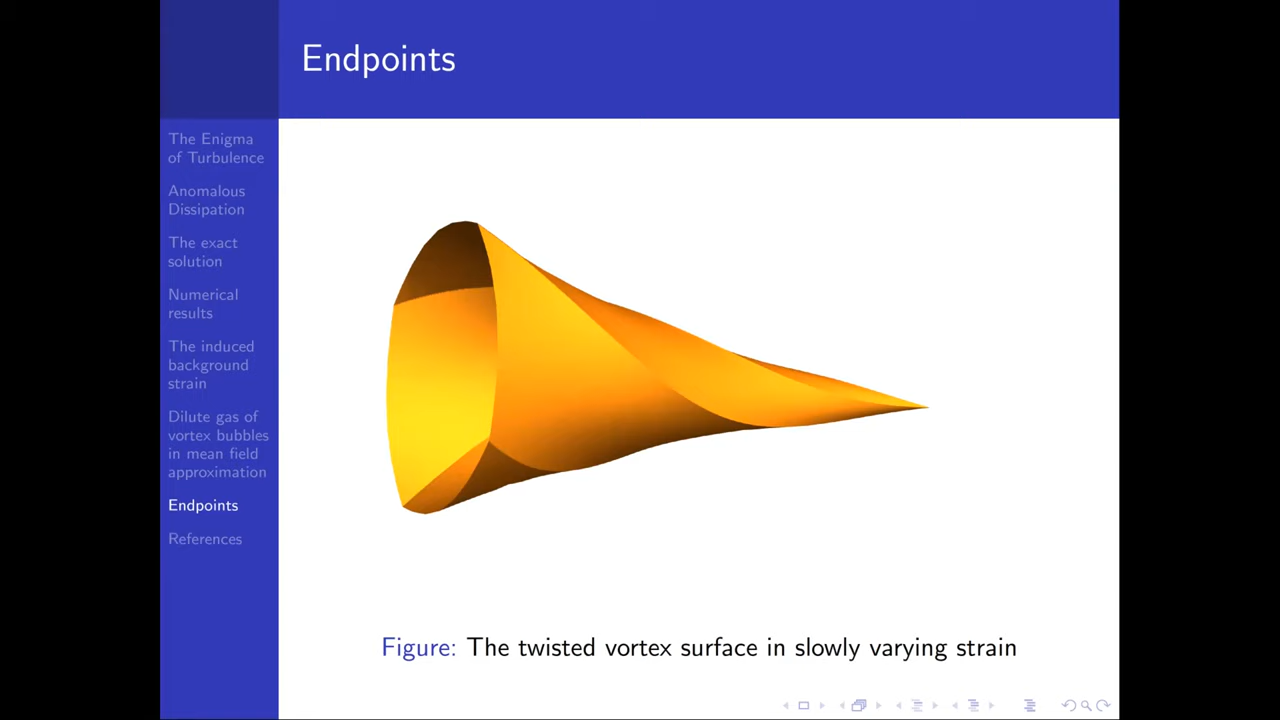 Endpoints
The Enigma
of Turbulence
Anomalous
Dissipation
The exact
solution
Numerical
results
The induced
background
strain
Dilute gas of
vortex bubbles
in mean field
approximation
Endpoints
References
Figure: The twisted vortex surface in slowly varying strain